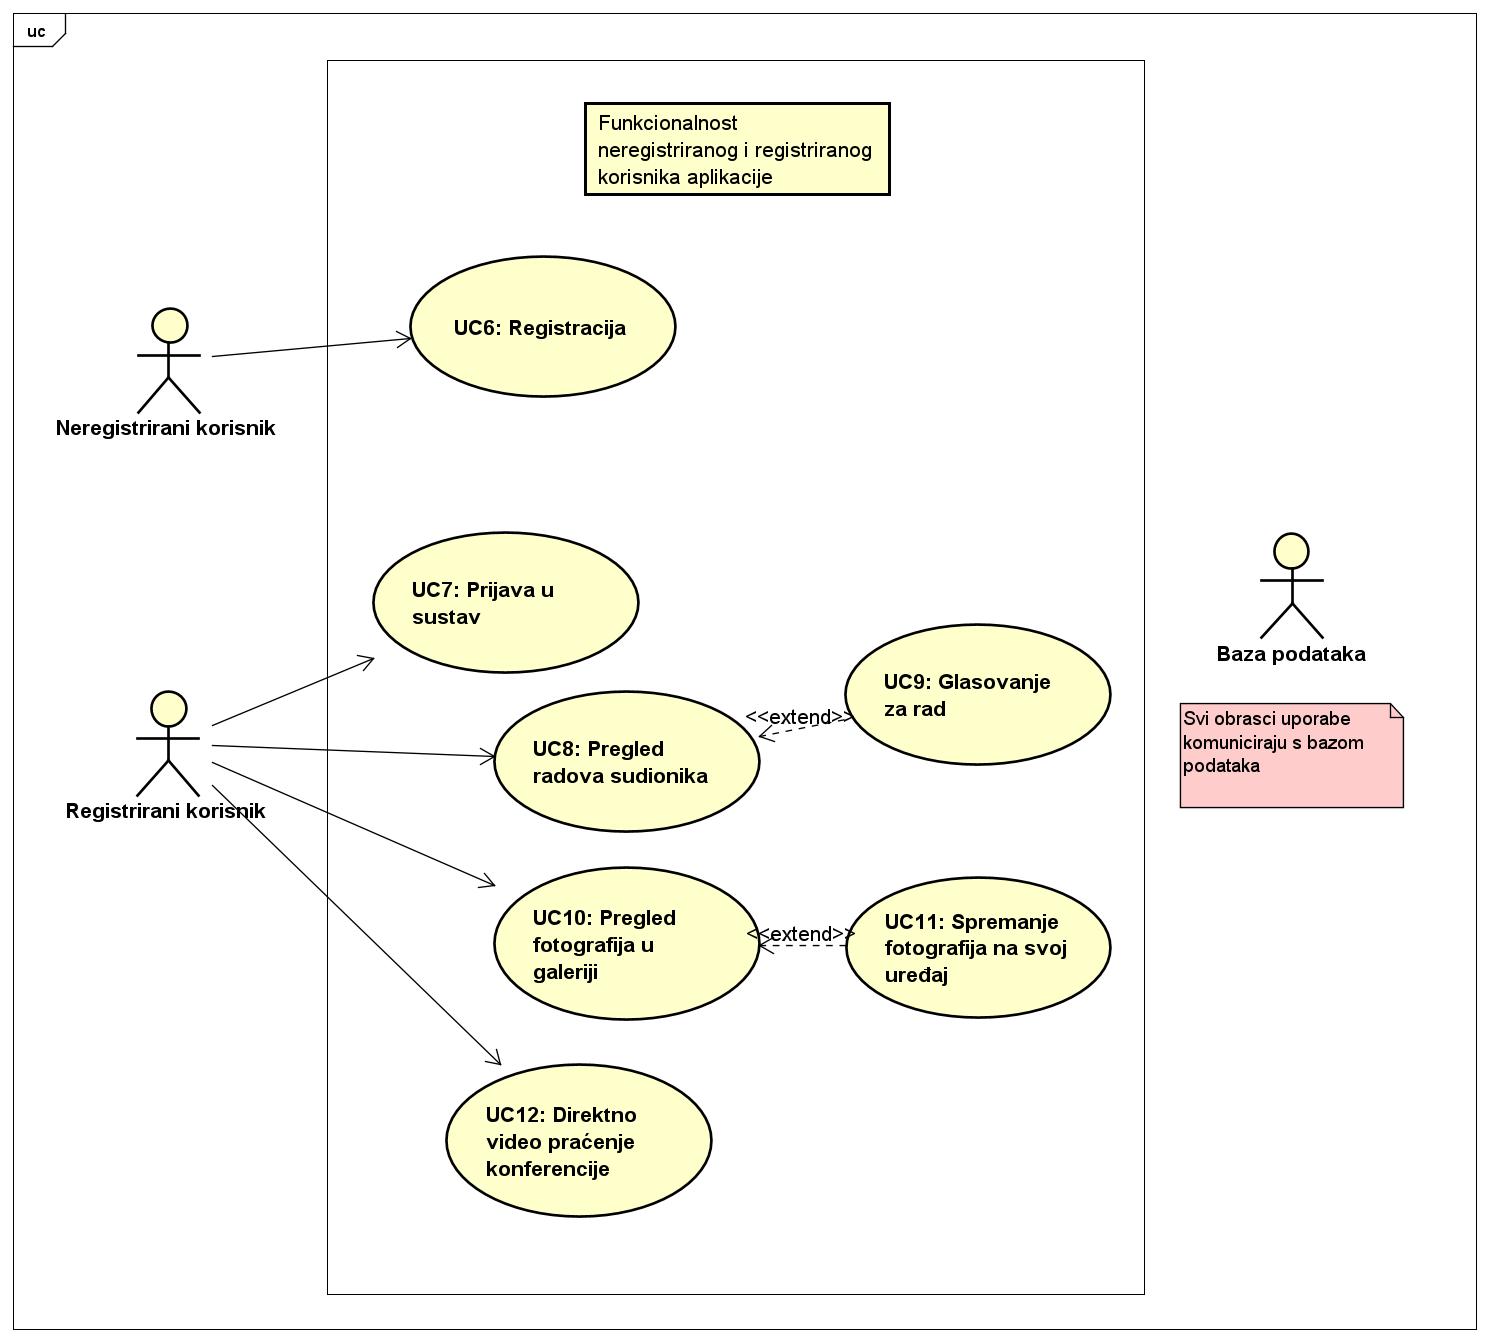 uc
Funkcionalnost
neregistriranog i registriranog
korisnika aplikacije
UC6: Registracija
Neregistrirani korisnik
UC7: Prijava u
sustav
Baza podataka
UC9: Glasovanje
za rad
<<extend>>
Svi obrasci uporabe
komuniciraju s bazom
podataka
UC8: Pregled
radova sudionika
Registrirani korisnik
UC10: Pregled
fotografija u
galeriji
<<extend>>
UC11: Spremanje
fotografija na svoj
uređaj
UC12: Direktno
video praćenje
konferencije